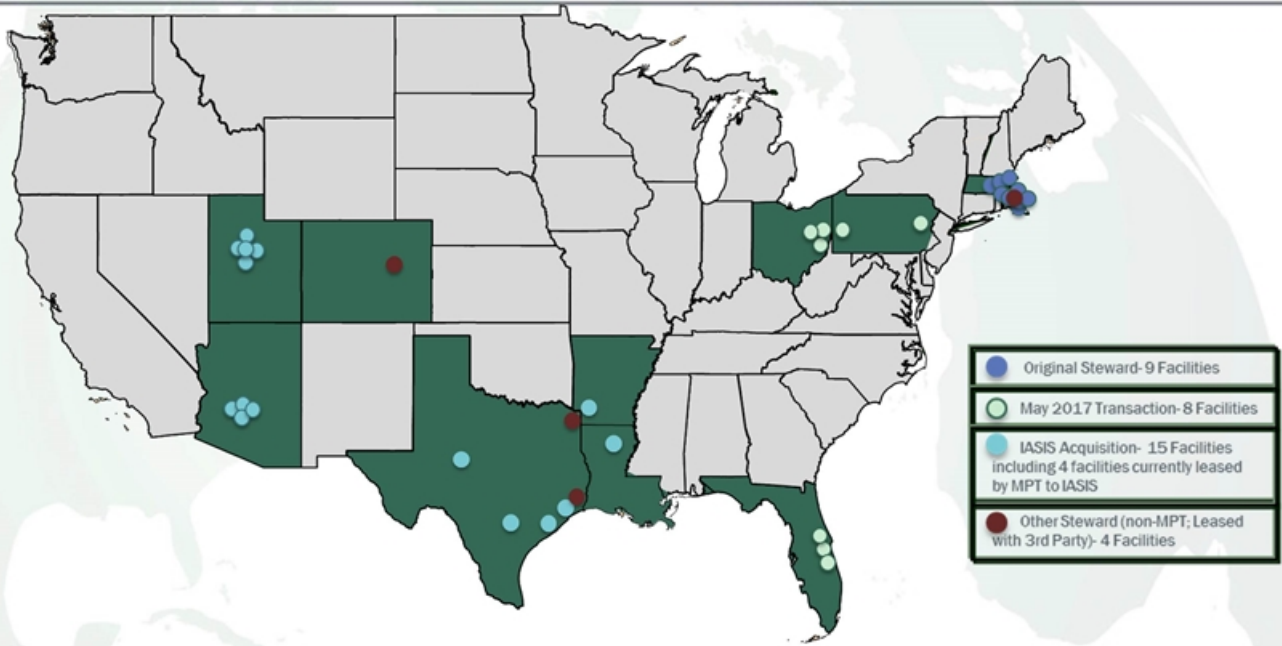 Original Steward- 9 Facilities
May 2017 Transaction- 8 Facilities
IASIS Acquisition- 15 Facilities
including 4 facilities currently leased
by MPT to IASIS
Other Steward (non-MPT; Leased
with 3rd Party)- 4 Facilities